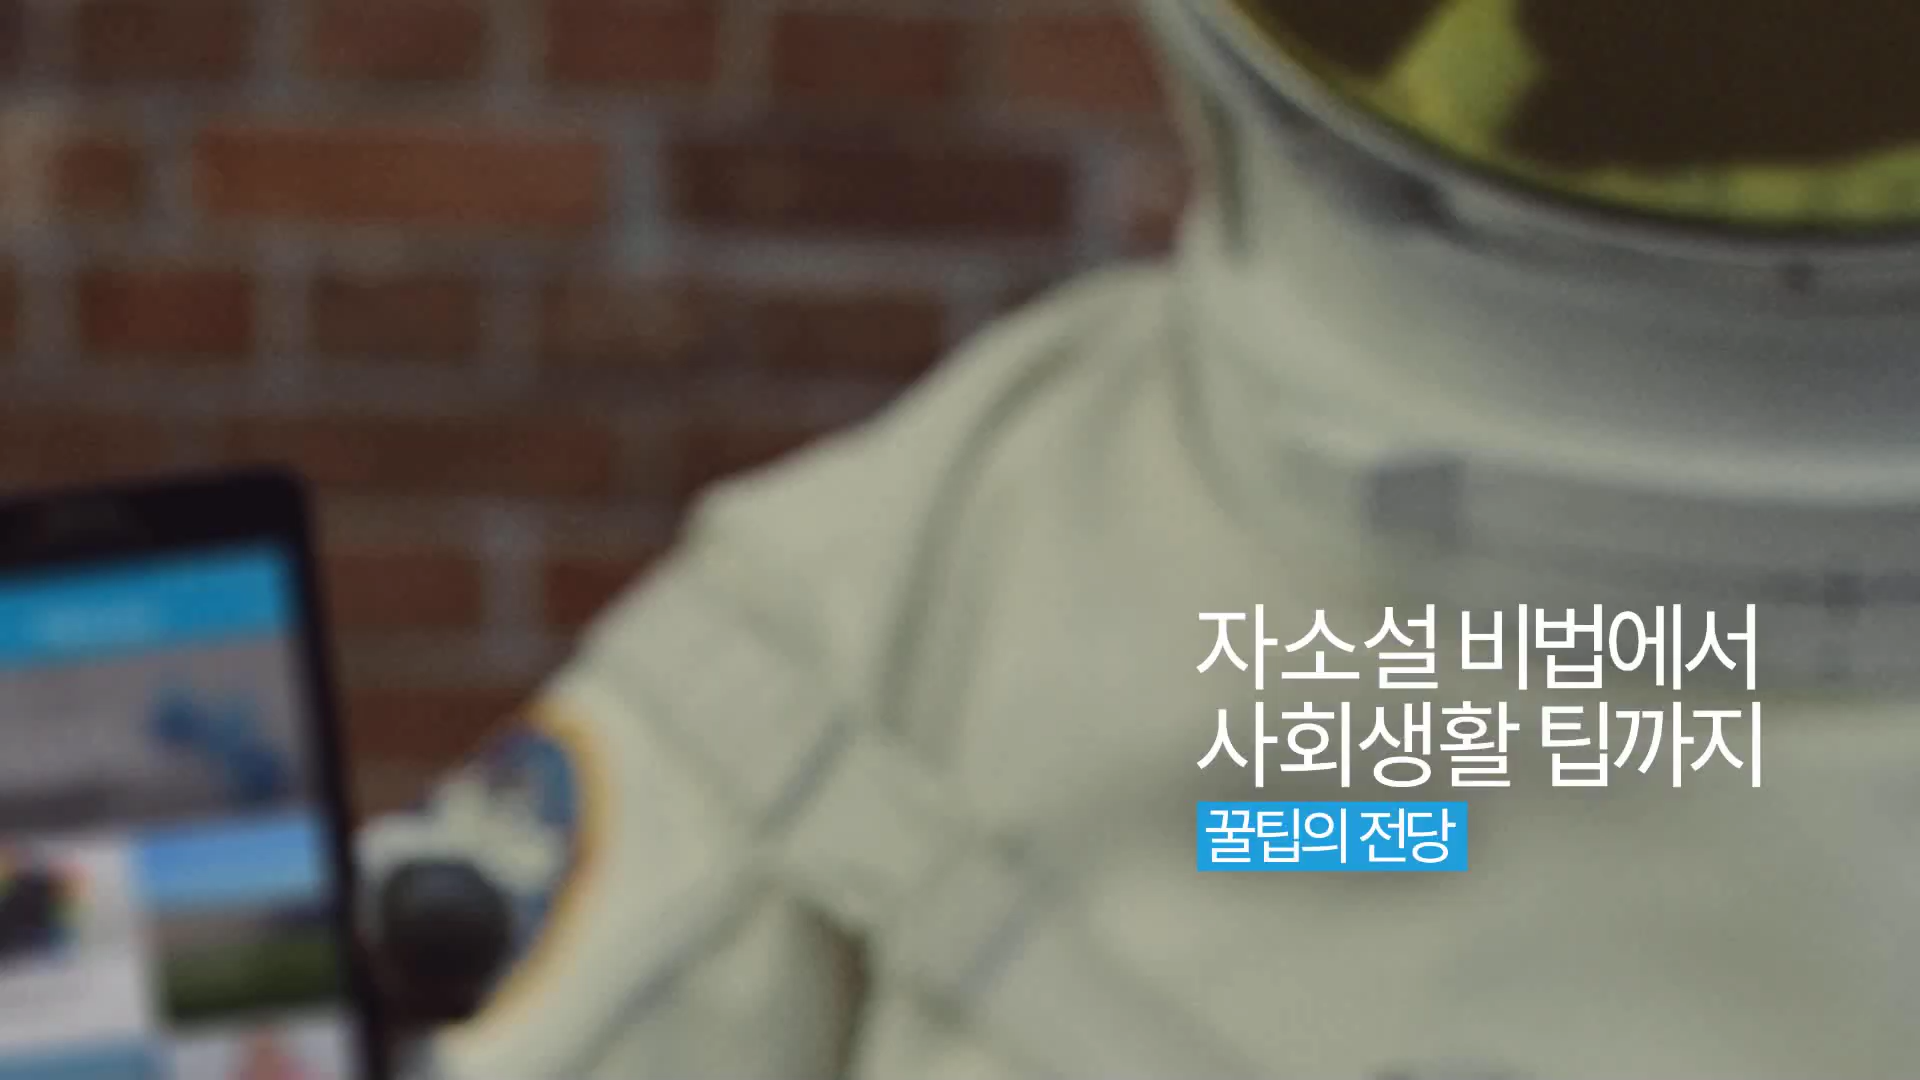 자소설 비법에서
사회생활 팁까지
꿀팁의 전당